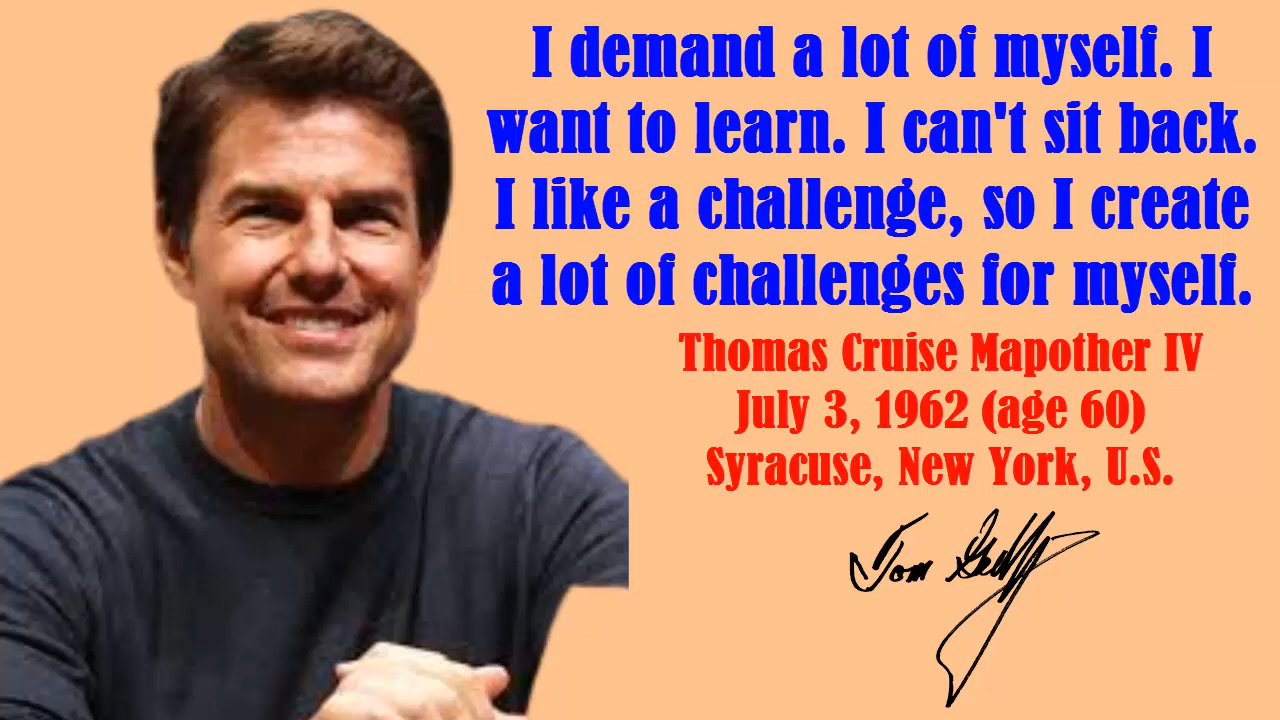 I demand a lot of myself. I
want to learn. I can't sit back.
I like a challenge, so I create
a lot of challenges for myself.
Thomas Cruise Mapother IV
July 3, 1962 (age 60)
Syracuse, New York, U.S.
Tom